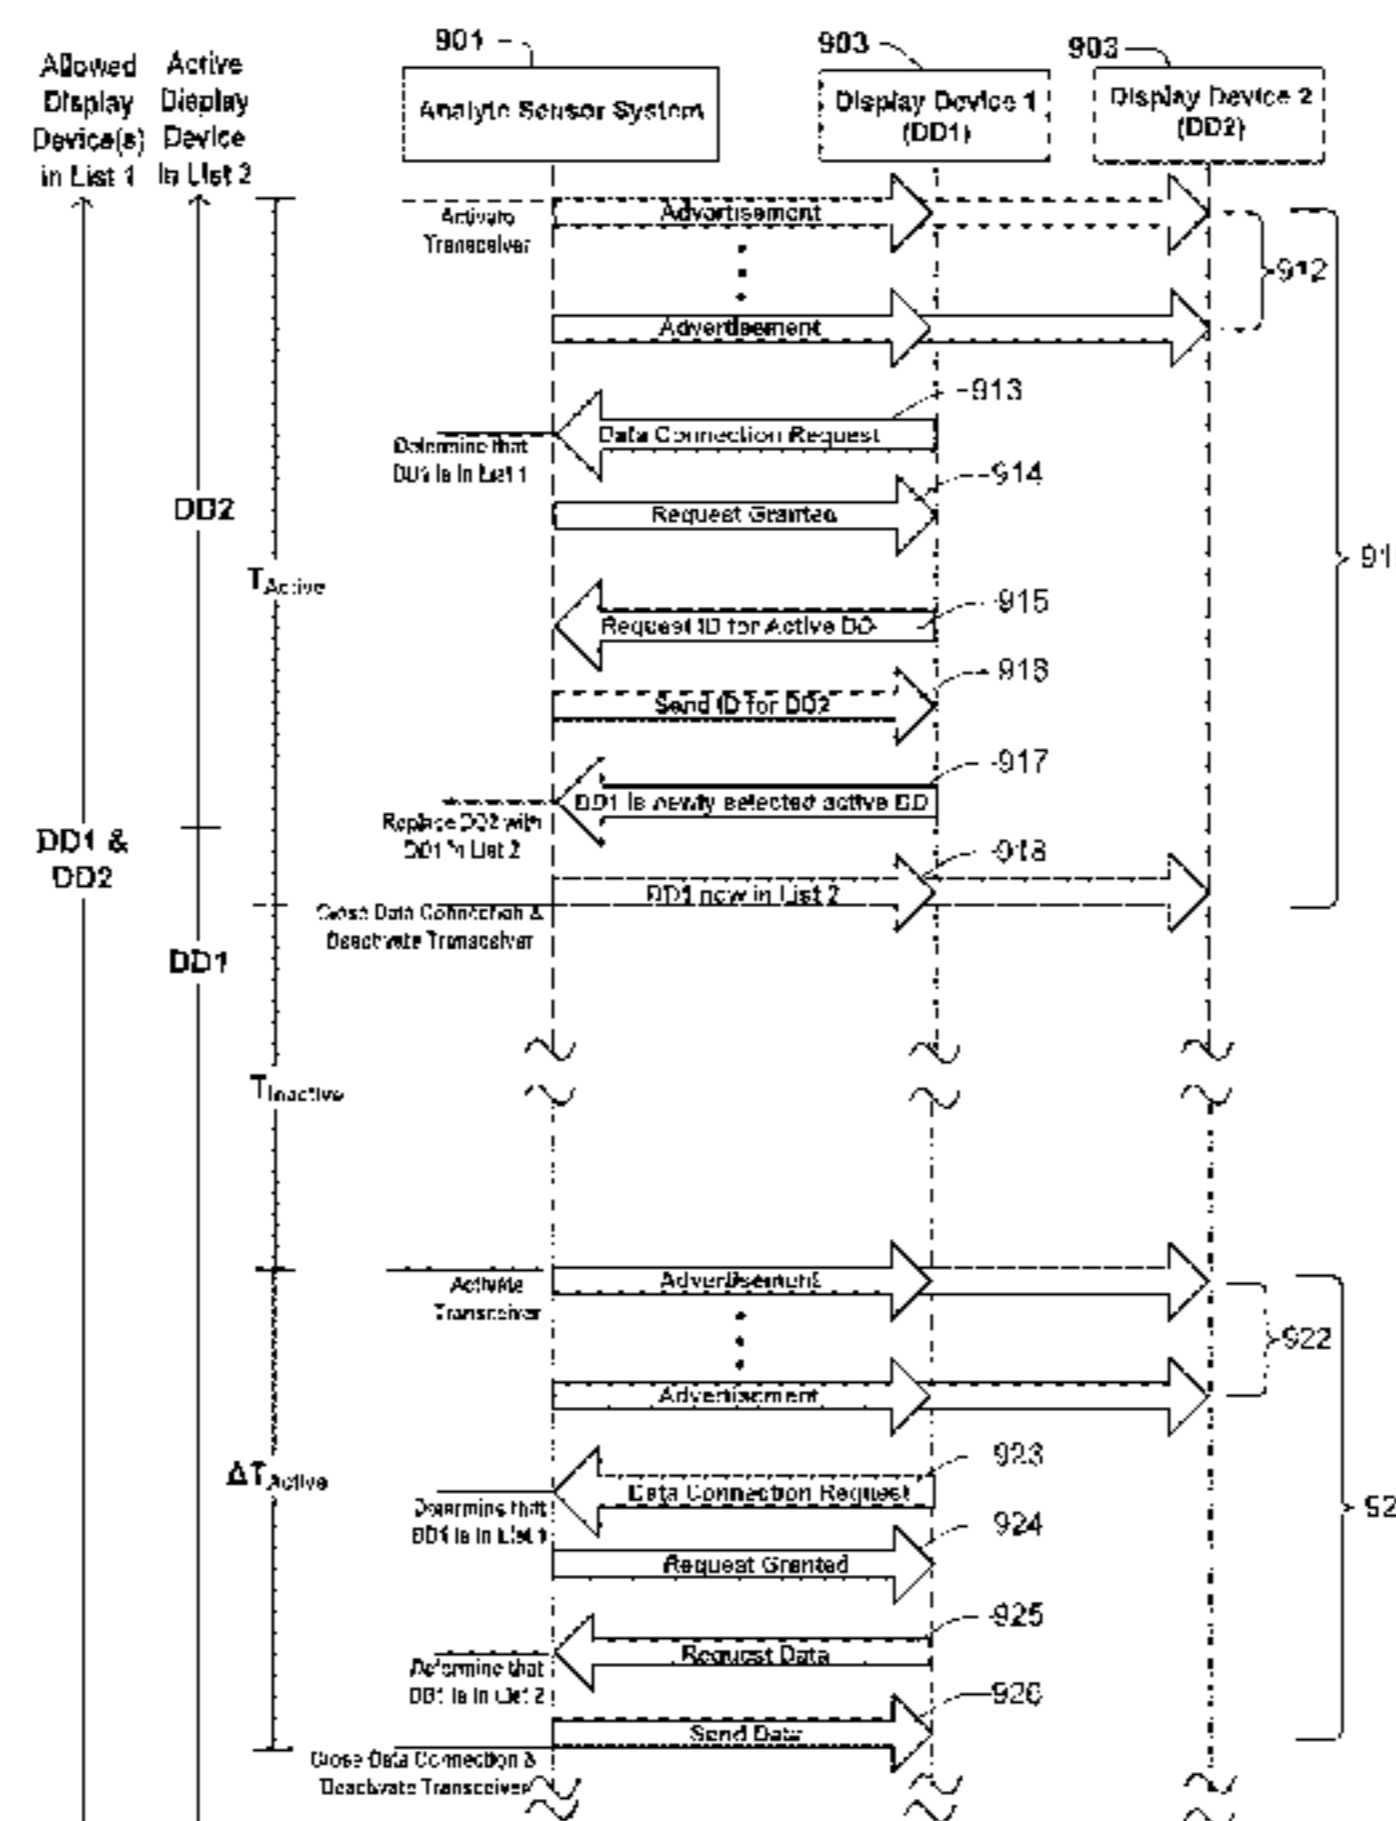 Allowed
Display
Device(s)
in List 1
Active
Display
Device
in List 2
901
Analyte Sensor System
903
Display Device 1
(DD1)
903
Display Device 2
(DD2)
Activate
Transceiver
Advertisement
912
Advertisement
913
Data Connection Request
Determine that
DD1 is in List 1
914
Request Granted
DD2
91
TActive
915
Request ID for Active DD
916
Send ID for DD2
917
DD1 is newly selected active DD
Replace DD2 with
DD1 in List 2
DD1 &
DD2
918
DD1 now in List 2
Close Data Connection &
Deactivate Transceiver
DD1
TInactive
Activate
Transceiver
Advertisement
922
Advertisement
923
Data Connection Request
Determine that
DD1 is in List 1
ΔTActive
92
924
Request Granted
925
Request Data
Determine that
DD1 is in List 2
926
Send Data
Close Data Connection &
Deactivate Transceiver